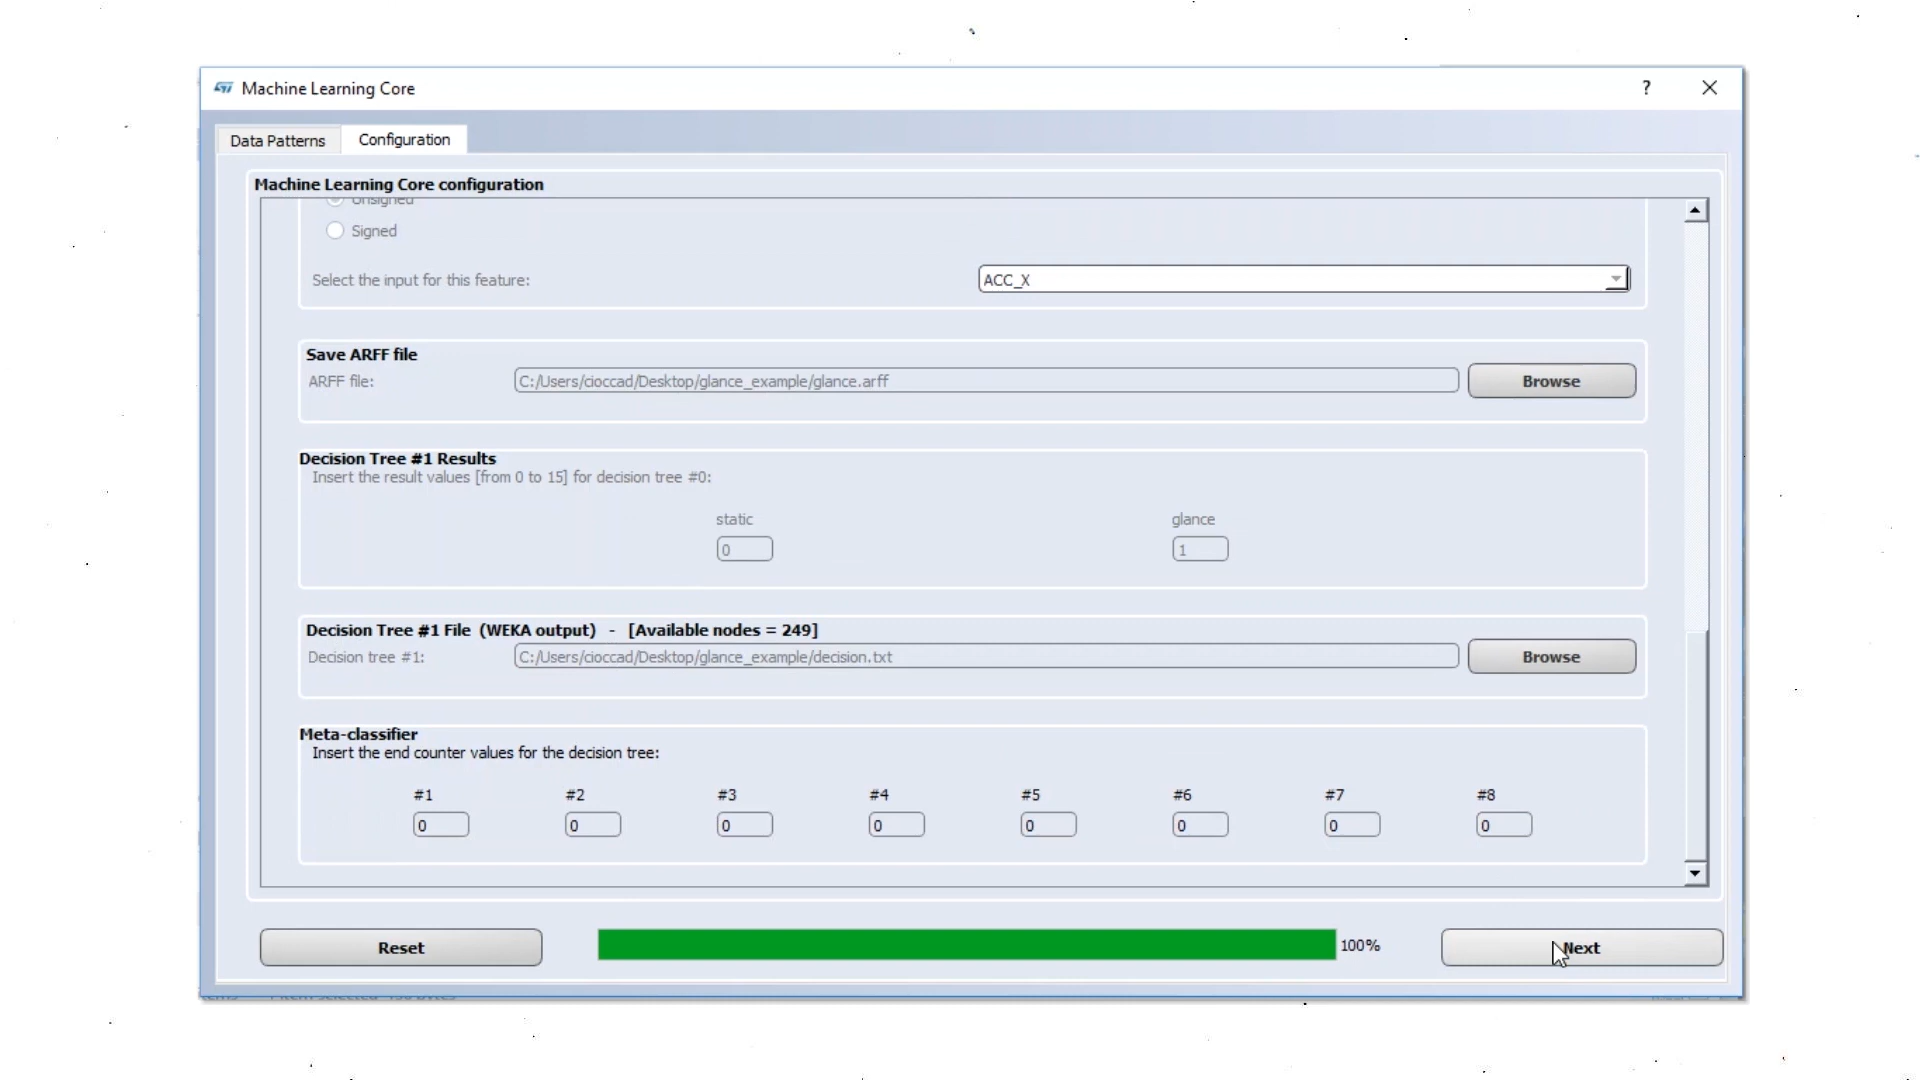 Machine Learning Core
?
Data Patterns
Configuration
Machine Learning Core configuration
Unsigned
Signed
Select the input for this feature:
ACC_X
Save ARFF file
ARFF file:
C:/Users/cioccad/Desktop/glance_example/glance.arff
Browse
Decision Tree #1 Results
Insert the result values [from 0 to 15] for decision tree #0:
static
glance
0
1
Decision Tree #1 File (WEKA output) - [Available nodes = 249]
Decision tree #1:
C:/Users/cioccad/Desktop/glance_example/decision.txt
Browse
Meta-classifier
Insert the end counter values for the decision tree:
#1 #2 #3 #4 #5 #6 #7 #8
0 0 0 0 0 0 0 0
Reset
100%
Next